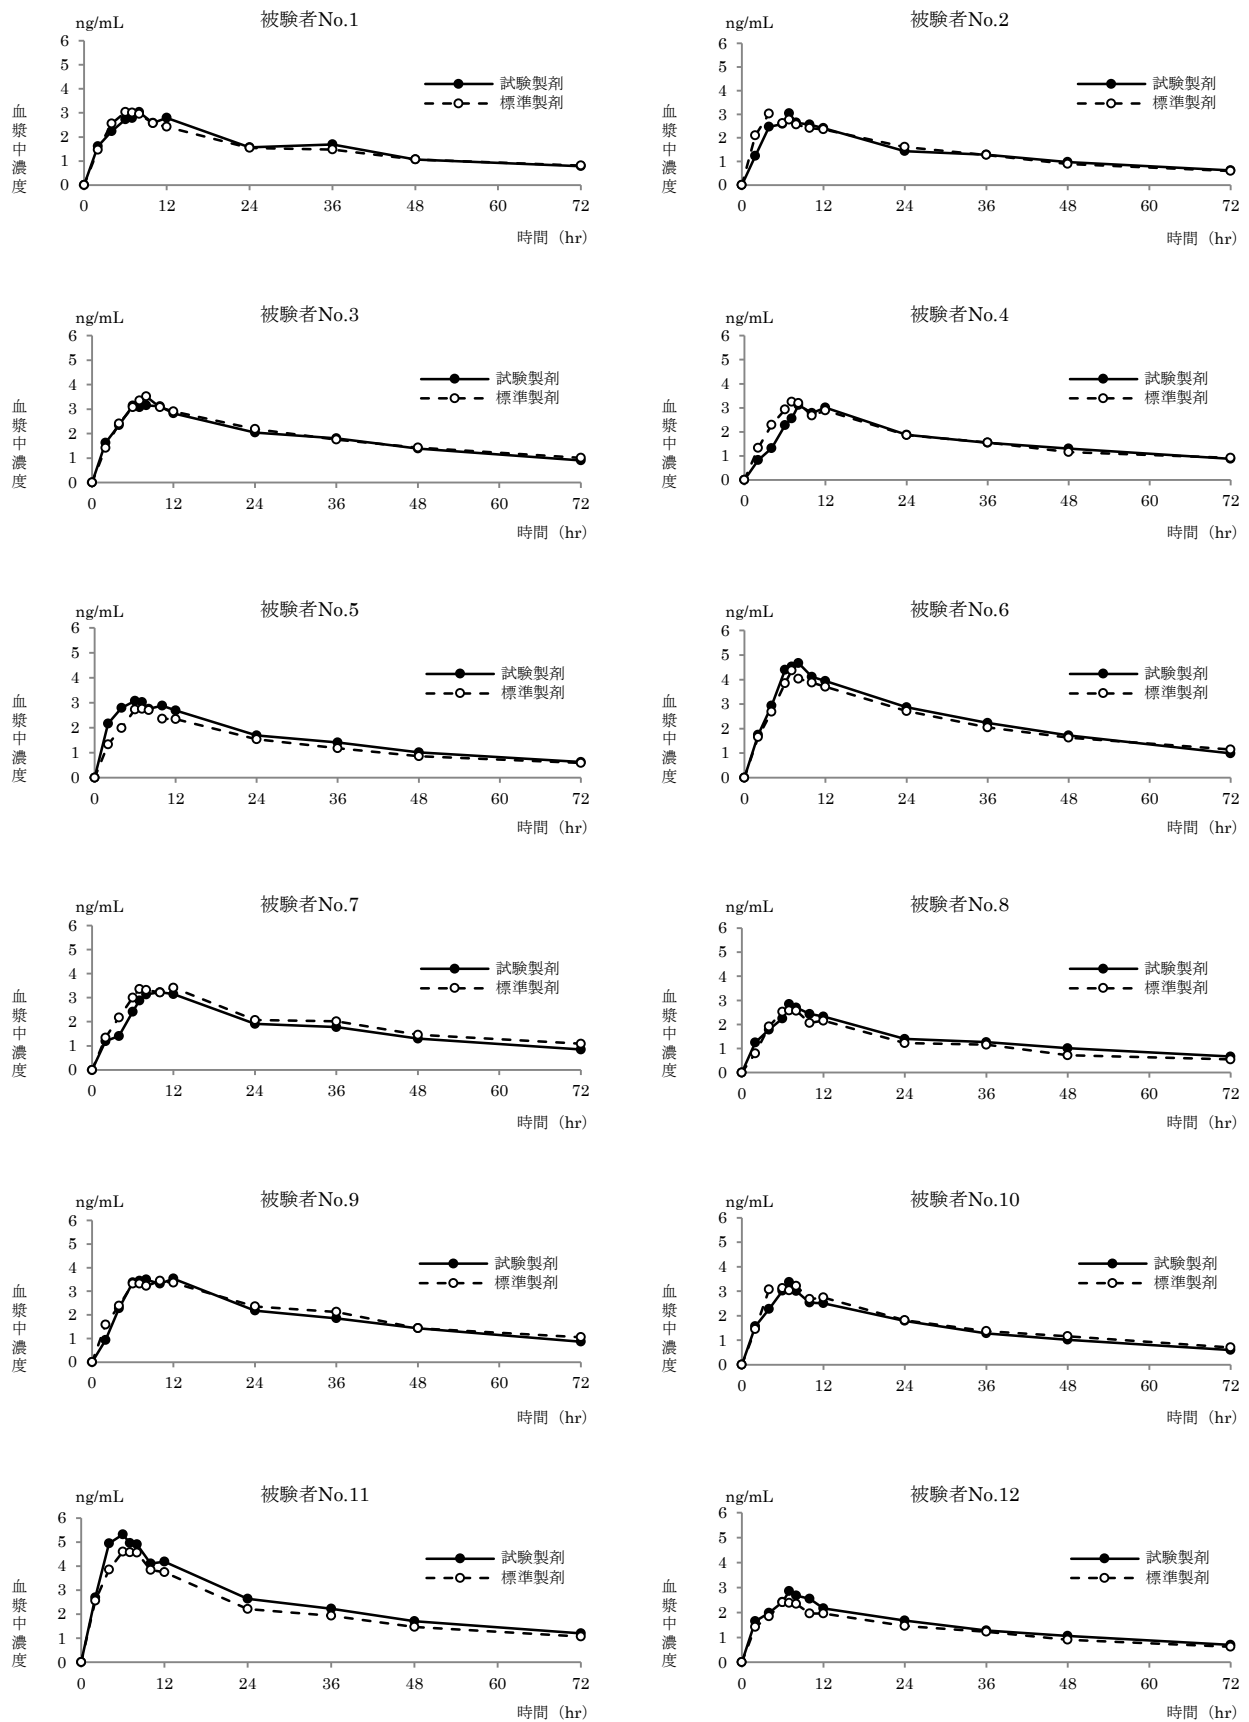 被験者No.1
ng/mL
血漿中濃度
6
5
4
3
2
1
0
試験製剤
標準製剤
0 12 24 36 48 60 72
時間（hr）
被験者No.2
ng/mL
血漿中濃度
6
5
4
3
2
1
0
試験製剤
標準製剤
0 12 24 36 48 60 72
時間（hr）
被験者No.3
ng/mL
血漿中濃度
6
5
4
3
2
1
0
試験製剤
標準製剤
0 12 24 36 48 60 72
時間（hr）
被験者No.4
ng/mL
血漿中濃度
6
5
4
3
2
1
0
試験製剤
標準製剤
0 12 24 36 48 60 72
時間（hr）
被験者No.5
ng/mL
血漿中濃度
6
5
4
3
2
1
0
試験製剤
標準製剤
0 12 24 36 48 60 72
時間（hr）
被験者No.6
ng/mL
血漿中濃度
6
5
4
3
2
1
0
試験製剤
標準製剤
0 12 24 36 48 60 72
時間（hr）
被験者No.7
ng/mL
血漿中濃度
6
5
4
3
2
1
0
試験製剤
標準製剤
0 12 24 36 48 60 72
時間（hr）
被験者No.8
ng/mL
血漿中濃度
6
5
4
3
2
1
0
試験製剤
標準製剤
0 12 24 36 48 60 72
時間（hr）
被験者No.9
ng/mL
血漿中濃度
6
5
4
3
2
1
0
試験製剤
標準製剤
0 12 24 36 48 60 72
時間（hr）
被験者No.10
ng/mL
血漿中濃度
6
5
4
3
2
1
0
試験製剤
標準製剤
0 12 24 36 48 60 72
時間（hr）
被験者No.11
ng/mL
血漿中濃度
6
5
4
3
2
1
0
試験製剤
標準製剤
0 12 24 36 48 60 72
時間（hr）
被験者No.12
ng/mL
血漿中濃度
6
5
4
3
2
1
0
試験製剤
標準製剤
0 12 24 36 48 60 72
時間（hr）